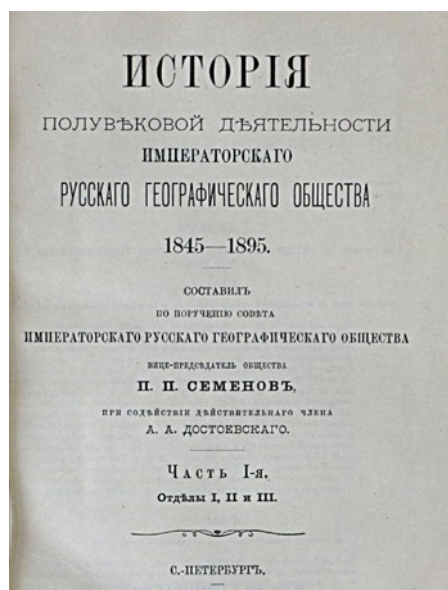 ИСТОРІЯ
ПОЛУВѢКОВОЙ ДѢЯТЕЛЬНОСТИ
ИМПЕРАТОРСКАГО
РУССКАГО ГЕОГРАФИЧЕСКАГО ОБЩЕСТВА
1845—1895.
СОСТАВИЛЪ
ПО ПОРУЧЕНІЮ СОВѢТА
ИМПЕРАТОРСКАГО РУССКАГО ГЕОГРАФИЧЕСКАГО ОБЩЕСТВА
ВИЦЕ-ПРЕДСѢДАТЕЛЬ ОБЩЕСТВА
П. П. СЕМЕНОВЪ,
ПРИ СОДѢЙСТВІИ ДѢЙСТВИТЕЛЬНАГО ЧЛЕНА
А. А. ДОСТОЕВСКАГО.
Часть I-я.
Отдѣлы I, II и III.
С.-ПЕТЕРБУРГЪ.